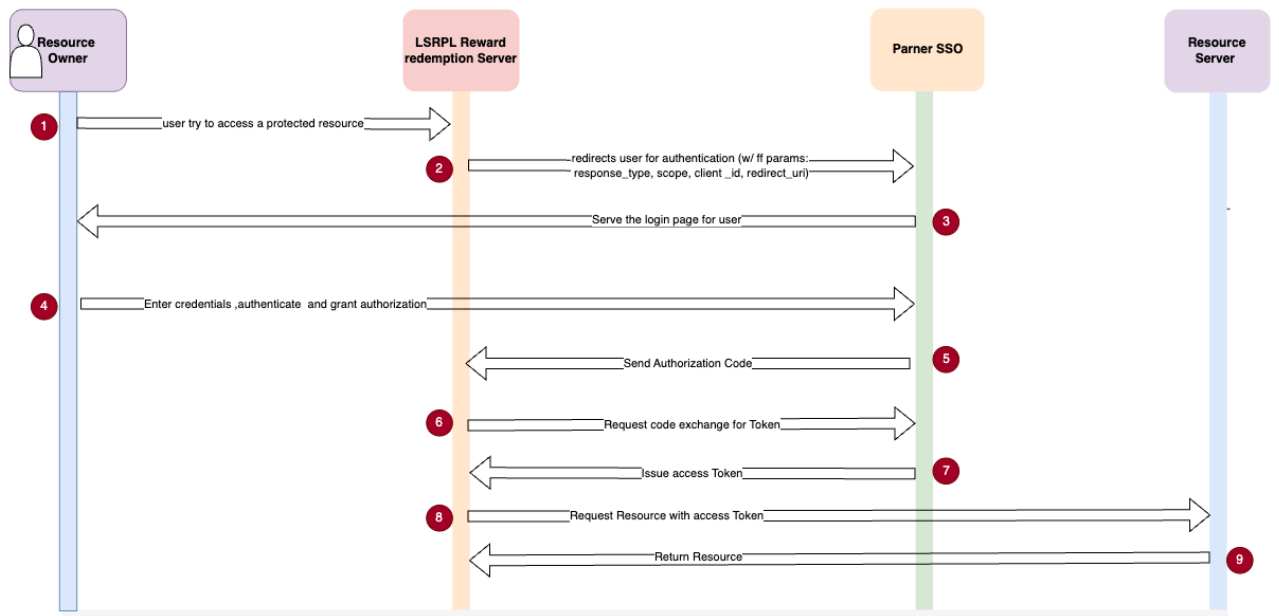 Resource
Owner
LSRPL Reward
redemption Server
Parner SSO
Resource
Server
1
user try to access a protected resource
2
redirects user for authentication (w/ ff params:
response_type, scope, client _id, redirect_uri)
Serve the login page for user
3
4
Enter credentials ,authenticate  and grant authorization
Send Authorization Code
5
6
Request code exchange for Token
Issue access Token
7
8
Request Resource with access Token
Return Resource
9